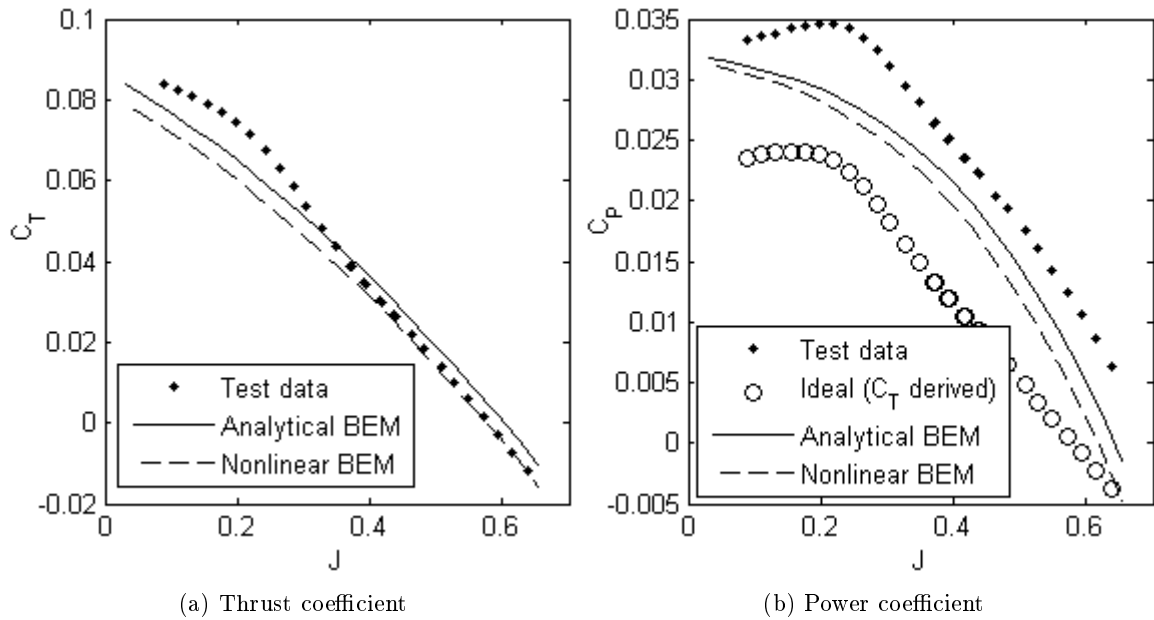 0.1
0.08
0.06
0.04
0.02
0
-0.02
C_T
0
0.2
0.4
0.6
J
Test data
Analytical BEM
Nonlinear BEM
(a) Thrust coefficient
0.035
0.03
0.025
0.02
0.015
0.01
0.005
0
-0.005
C_P
0
0.2
0.4
0.6
J
Test data
Ideal (C_T derived)
Analytical BEM
Nonlinear BEM
(b) Power coefficient